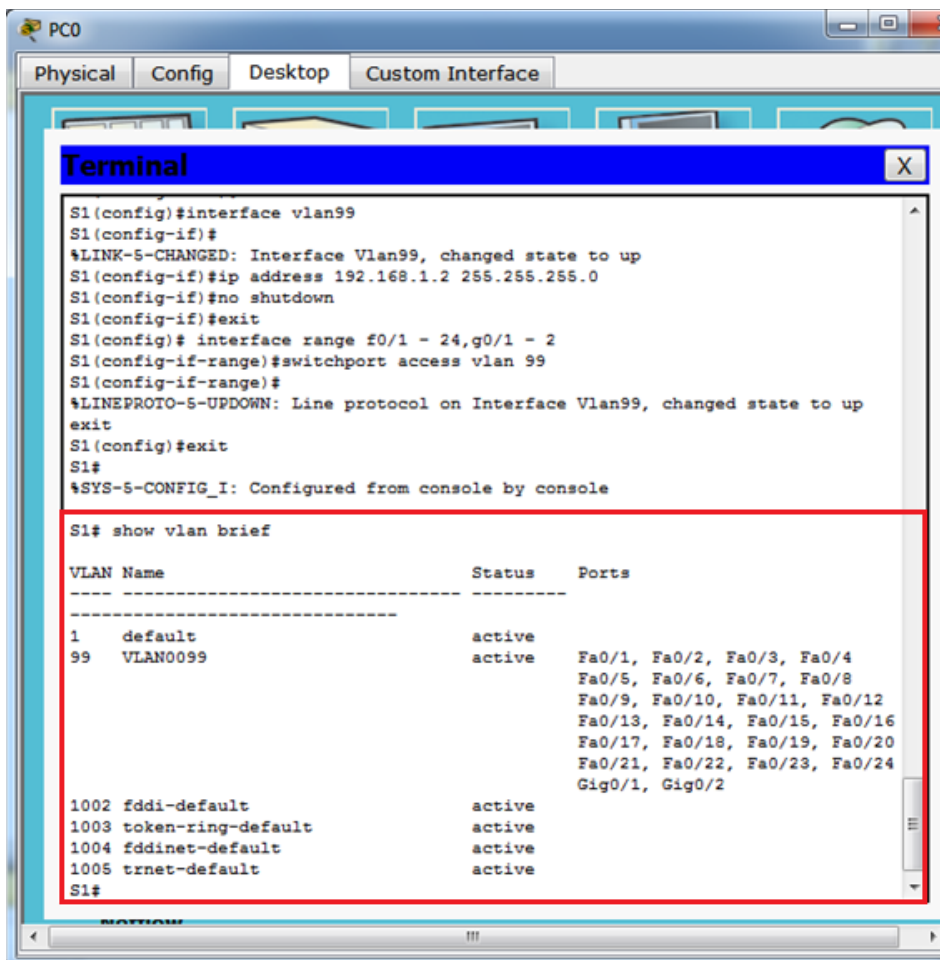 PC0
Physical Config Desktop Custom Interface
Terminal
X
S1(config)#interface vlan99
S1(config-if)#
%LINK-5-CHANGED: Interface Vlan99, changed state to up
S1(config-if)#ip address 192.168.1.2 255.255.255.0
S1(config-if)#no shutdown
S1(config-if)#exit
S1(config)# interface range f0/1 - 24,g0/1 - 2
S1(config-if-range)#switchport access vlan 99
S1(config-if-range)#
%LINEPROTO-5-UPDOWN: Line protocol on Interface Vlan99, changed state to up
exit
S1(config)#exit
S1#
%SYS-5-CONFIG_I: Configured from console by console
S1# show vlan brief
VLAN Name Status Ports
---- -------------------------------- ---------
-------------------------------
1 default active
99 VLAN0099 active Fa0/1, Fa0/2, Fa0/3, Fa0/4
Fa0/5, Fa0/6, Fa0/7, Fa0/8
Fa0/9, Fa0/10, Fa0/11, Fa0/12
Fa0/13, Fa0/14, Fa0/15, Fa0/16
Fa0/17, Fa0/18, Fa0/19, Fa0/20
Fa0/21, Fa0/22, Fa0/23, Fa0/24
Gig0/1, Gig0/2
1002 fddi-default active
1003 token-ring-default active
1004 fddinet-default active
1005 trnet-default active
S1#